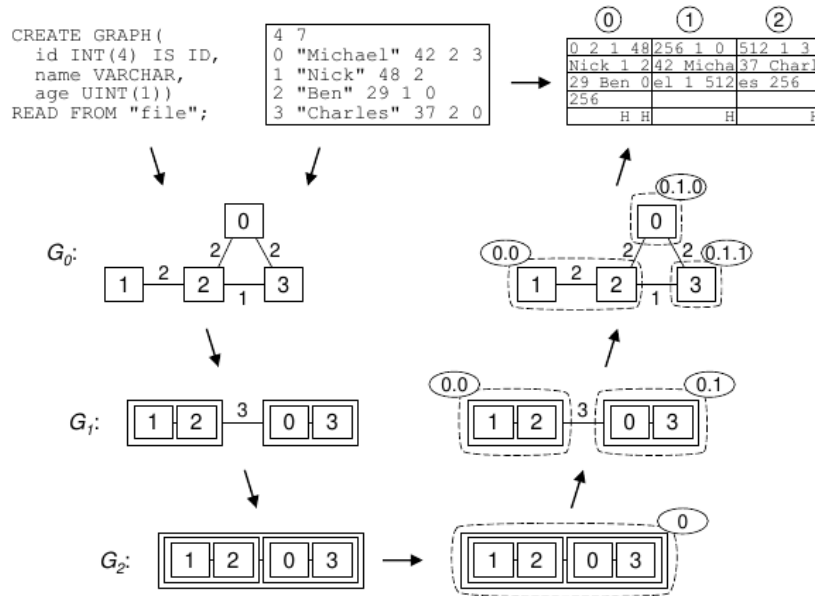 CREATE GRAPH(
id INT(4) IS ID,
name VARCHAR,
age UINT(1))
READ FROM "file";
4 7
0 "Michael" 42 2 3
1 "Nick" 48 2
2 "Ben" 29 1 0
3 "Charles" 37 2 0
0 1 2
0 2 1 48 256 1 0 512 1 3
Nick 1 2 42 Micha 37 Charl
29 Ben 0 el 1 512 es 256
256
H H H H
G0:
0
2 2
1 2 2 1 3
0.1.0
0
0.0 2 2 0.1.1
1 2 2 1 3
G1:
1 2 3 0 3
0.0 0.1
1 2 3 0 3
G2:
1 2 0 3
0
1 2 0 3